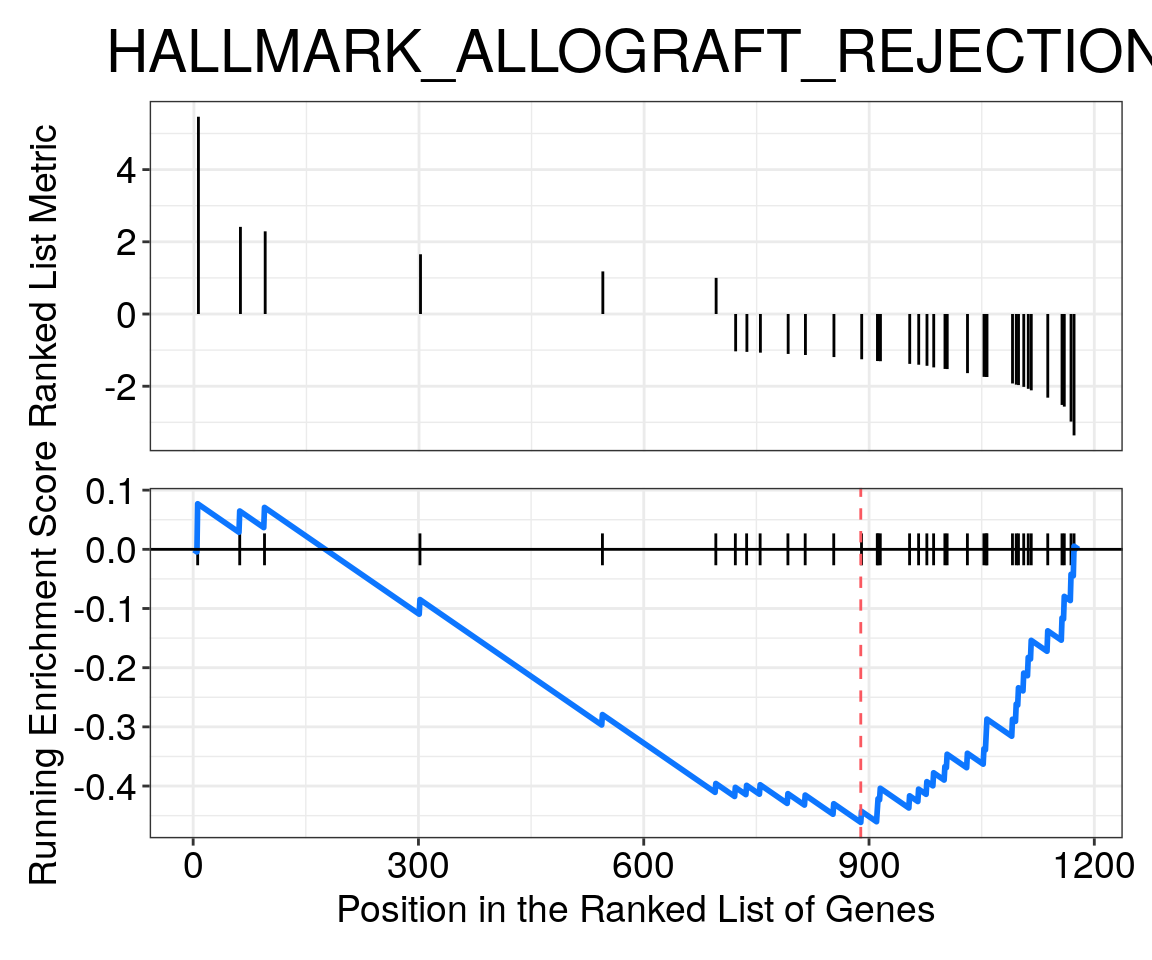 HALLMARK_ALLOGRAFT_REJECTION
Ranked List Metric
4
2
0
-2
Running Enrichment Score
0.1
0.0
-0.1
-0.2
-0.3
-0.4
0 300 600 900 1200
Position in the Ranked List of Genes